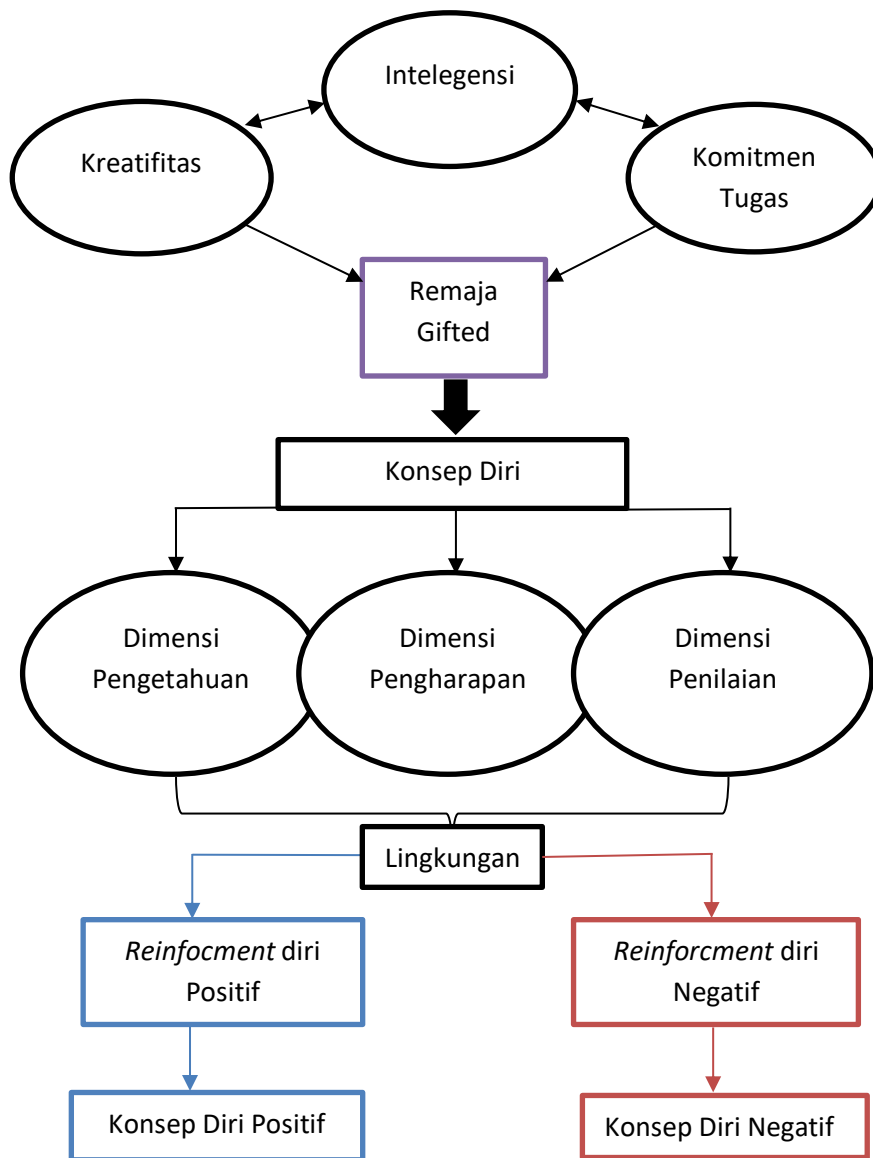 Intelegensi
Kreatifitas
Komitmen
Tugas
Remaja
Gifted
Konsep Diri
Dimensi
Pengetahuan
Dimensi
Pengharapan
Dimensi
Penilaian
Lingkungan
Reinfocment diri
Positif
Reinforcment diri
Negatif
Konsep Diri Positif
Konsep Diri Negatif